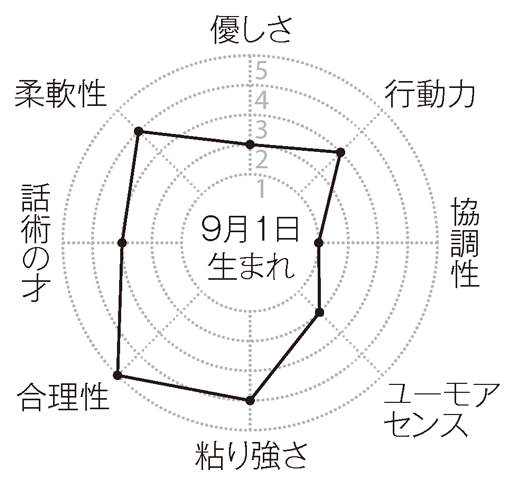 優しさ
5
4
3
2
1
柔軟性
行動力
話術の才
9月1日
生まれ
協調性
合理性
ユーモア
センス
粘り強さ